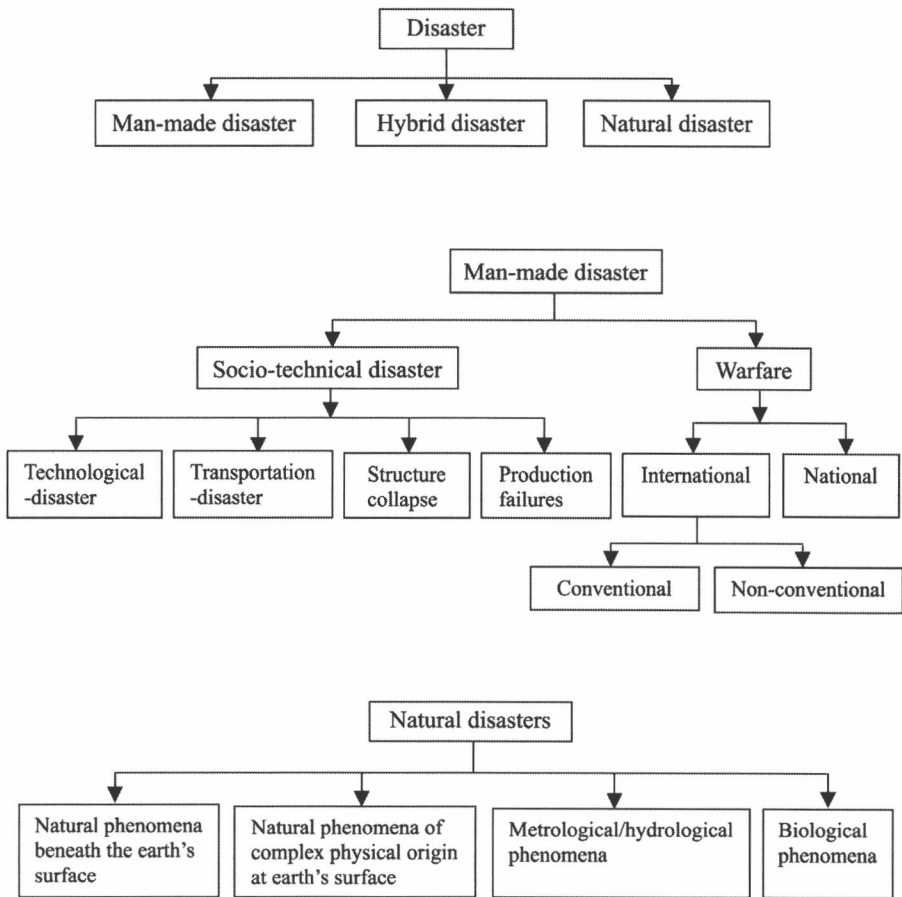 Disaster
Man-made disaster
Hybrid disaster
Natural disaster
Man-made disaster
Socio-technical disaster
Warfare
Technological
-disaster
Transportation
-disaster
Structure
collapse
Production
failures
International
National
Conventional
Non-conventional
Natural disasters
Natural phenomena
beneath the earth's
surface
Natural phenomena of
complex physical origin
at earth's surface
Metrological/hydrological
phenomena
Biological
phenomena